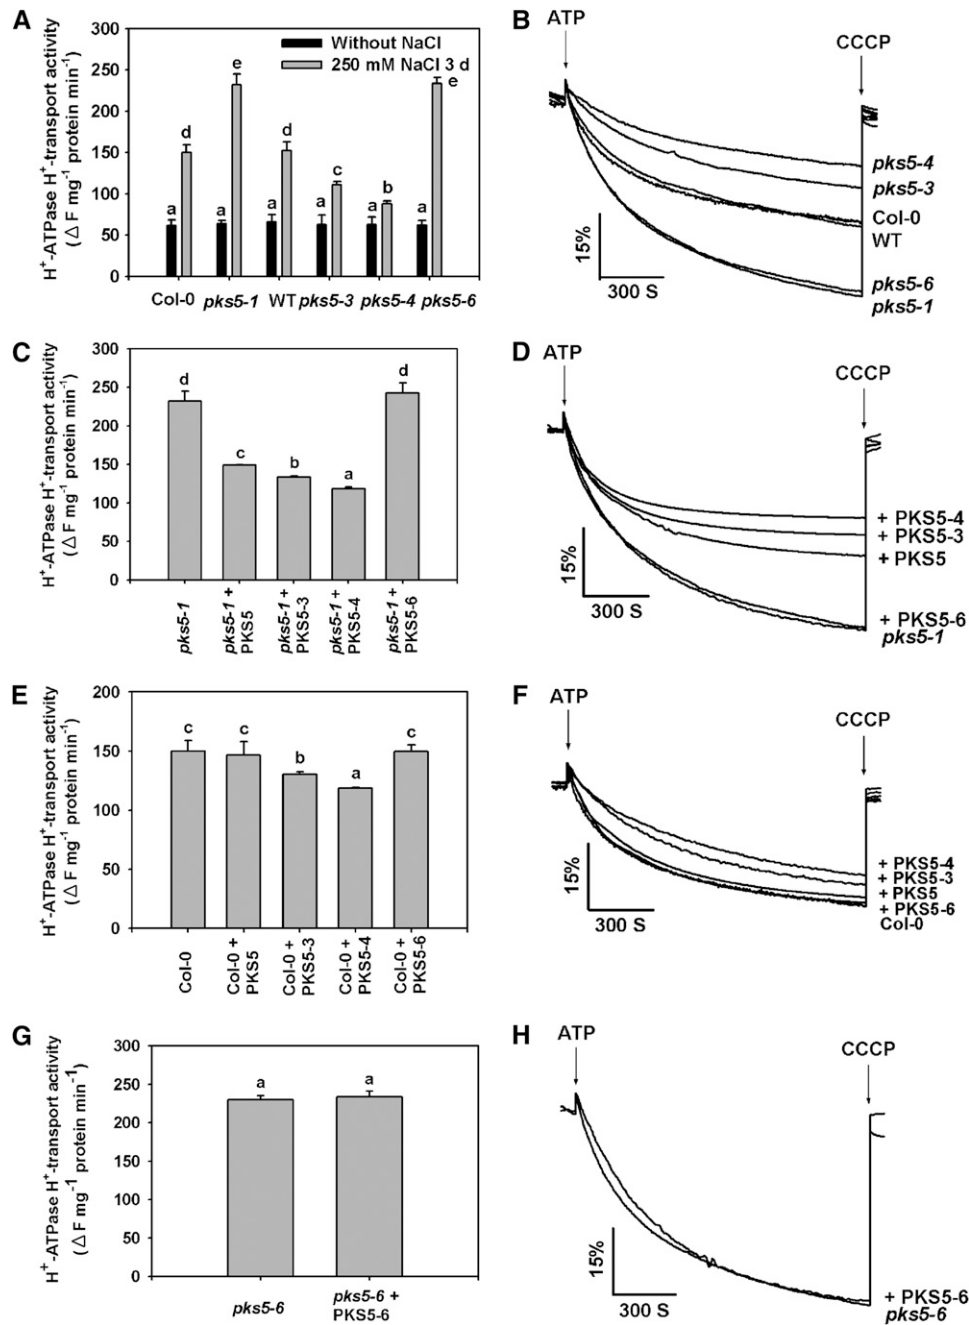 A
H⁺-ATPase H⁺-transport activity
(△ F mg⁻¹ protein min⁻¹)
300
250
200
150
100
50
0
Without NaCl
250 mM NaCl 3 d
a
d
a
e
a
d
a
c
a
b
a
e
Col-0
pks5-1
WT
pks5-3
pks5-4
pks5-6
B
ATP
CCCP
pks5-4
pks5-3
Col-0
WT
pks5-6
pks5-1
15%
300 S
C
H⁺-ATPase H⁺-transport activity
(△ F mg⁻¹ protein min⁻¹)
300
250
200
150
100
50
0
d
c
b
a
d
pks5-1
pks5-1 +
PKS5
pks5-1 +
PKS5-3
pks5-1 +
PKS5-4
pks5-1 +
PKS5-6
D
ATP
CCCP
+ PKS5-4
+ PKS5-3
+ PKS5
+ PKS5-6
pks5-1
15%
300 S
E
H⁺-ATPase H⁺-transport activity
(△ F mg⁻¹ protein min⁻¹)
200
150
100
50
0
c
c
b
a
c
Col-0
Col-0 +
PKS5
Col-0 +
PKS5-3
Col-0 +
PKS5-4
Col-0 +
PKS5-6
F
ATP
CCCP
+ PKS5-4
+ PKS5-3
+ PKS5
+ PKS5-6
Col-0
15%
300 S
G
H⁺-ATPase H⁺-transport activity
(△ F mg⁻¹ protein min⁻¹)
300
250
200
150
100
50
0
a
a
pks5-6
pks5-6 +
PKS5-6
H
ATP
CCCP
+ PKS5-6
pks5-6
15%
300 S